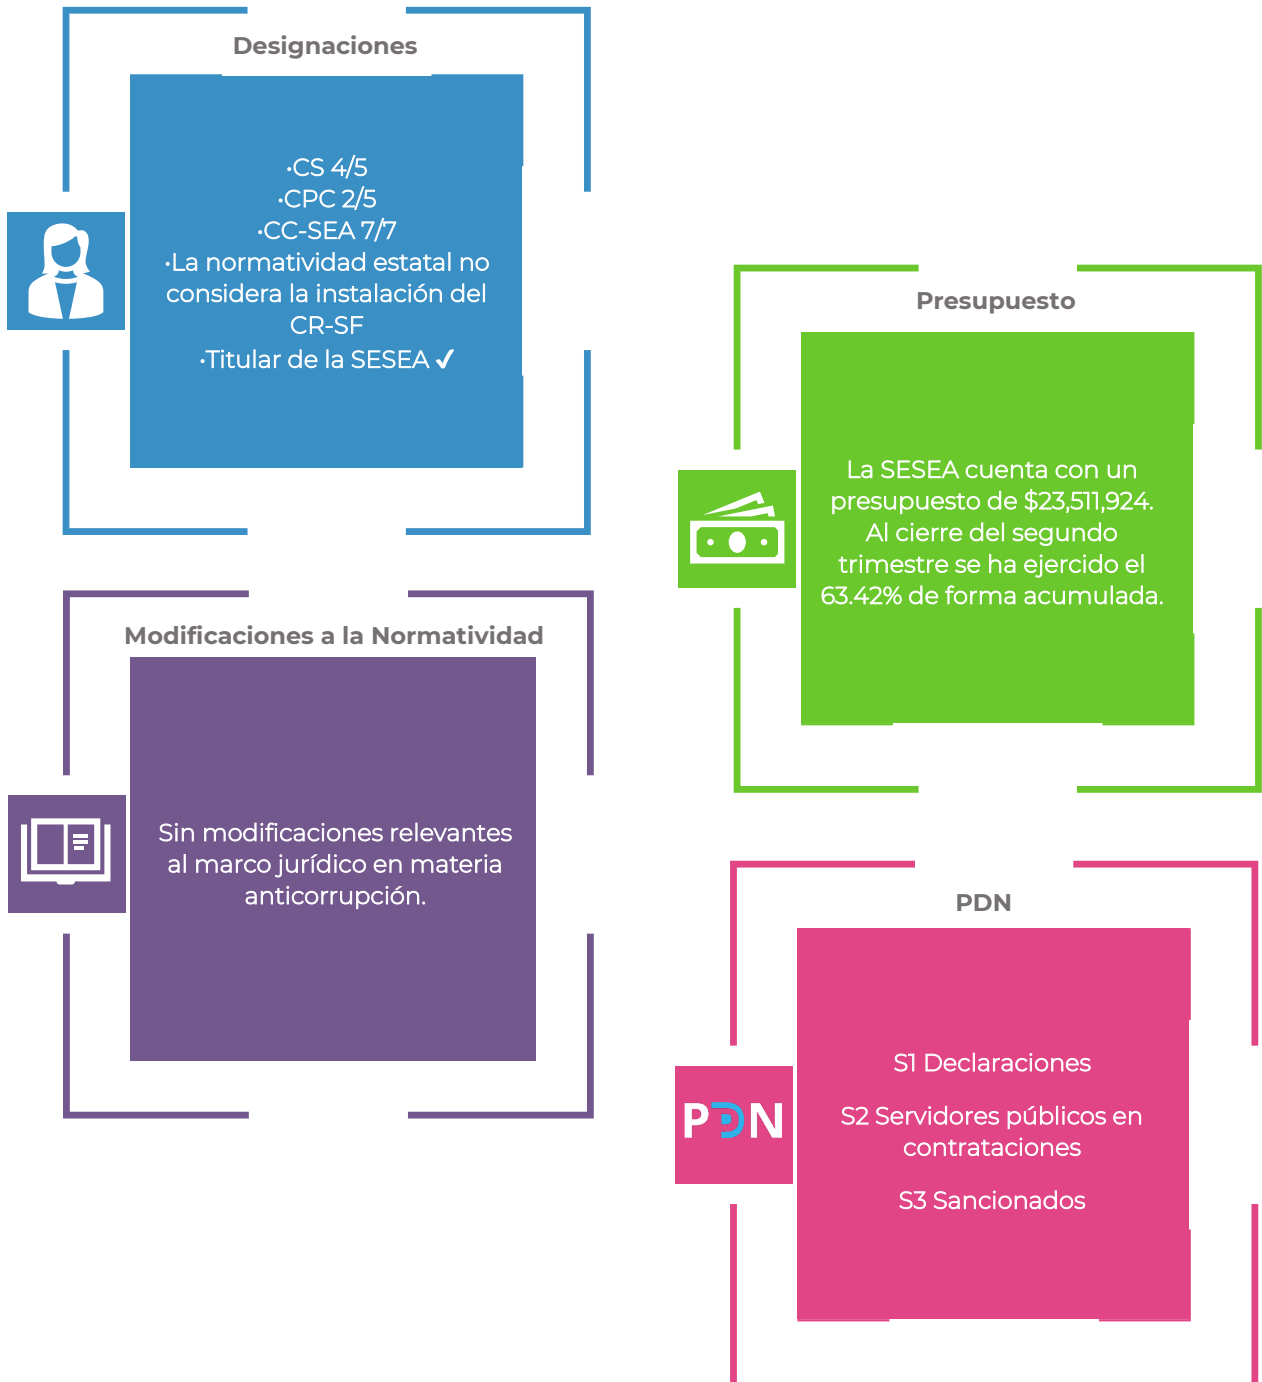 Designaciones
•CS 4/5
•CPC 2/5
•CC-SEA 7/7
•La normatividad estatal no
considera la instalación del
CR-SF
•Titular de la SESEA ✔
Presupuesto
La SESEA cuenta con un
presupuesto de $23,511,924.
Al cierre del segundo
trimestre se ha ejercido el
63.42% de forma acumulada.
Modificaciones a la Normatividad
Sin modificaciones relevantes
al marco jurídico en materia
anticorrupción.
PDN
PDN
S1 Declaraciones
S2 Servidores públicos en
contrataciones
S3 Sancionados